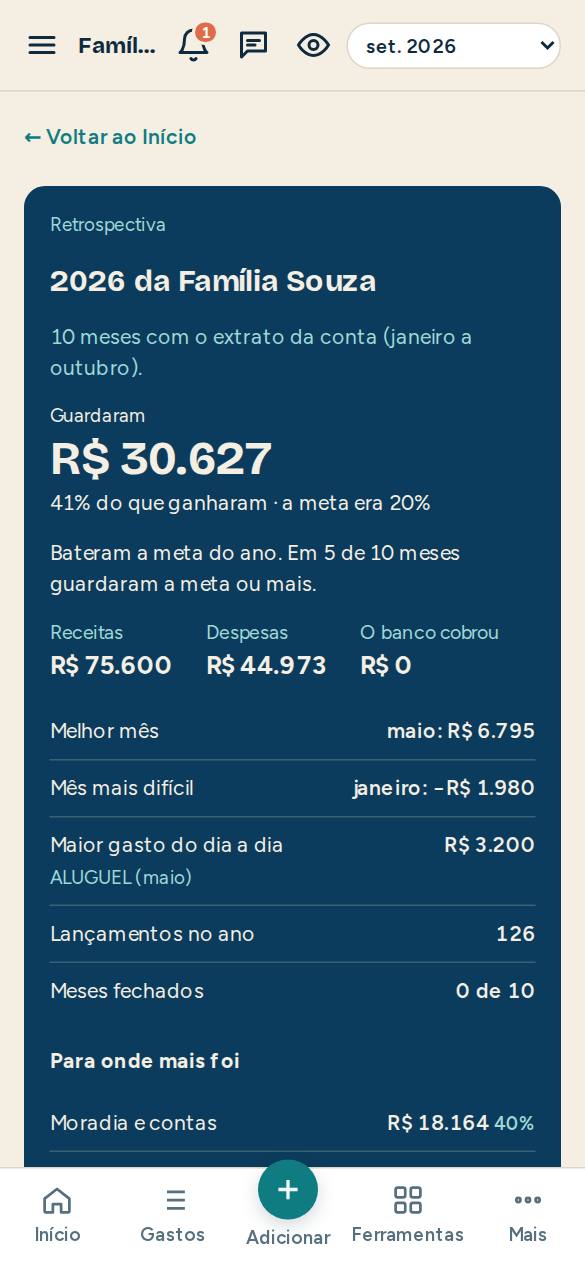 Famíl...
1
set. 2026
← Voltar ao Início
Retrospectiva
2026 da Família Souza
10 meses com o extrato da conta (janeiro a
outubro).
Guardaram
R$ 30.627
41% do que ganharam · a meta era 20%
Bateram a meta do ano. Em 5 de 10 meses
guardaram a meta ou mais.
Receitas Despesas O banco cobrou
R$ 75.600 R$ 44.973 R$ 0
Melhor mês maio: R$ 6.795
Mês mais difícil janeiro: −R$ 1.980
Maior gasto do dia a dia R$ 3.200
ALUGUEL (maio)
Lançamentos no ano 126
Meses fechados 0 de 10
Para onde mais foi
Moradia e contas R$ 18.164 40%
Início Gastos Adicionar Ferramentas Mais